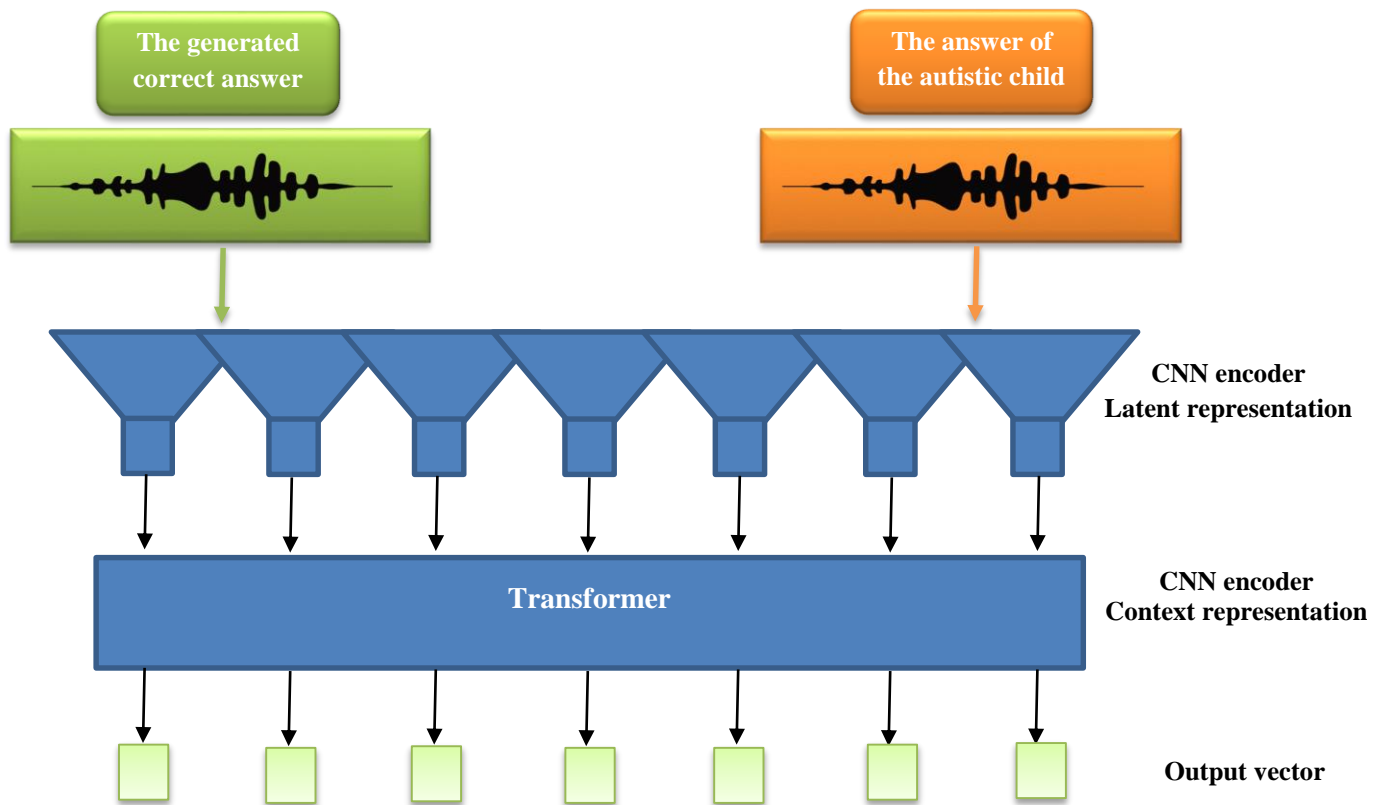 The generated
correct answer
The answer of
the autistic child
CNN encoder
Latent representation
Transformer
CNN encoder
Context representation
Output vector